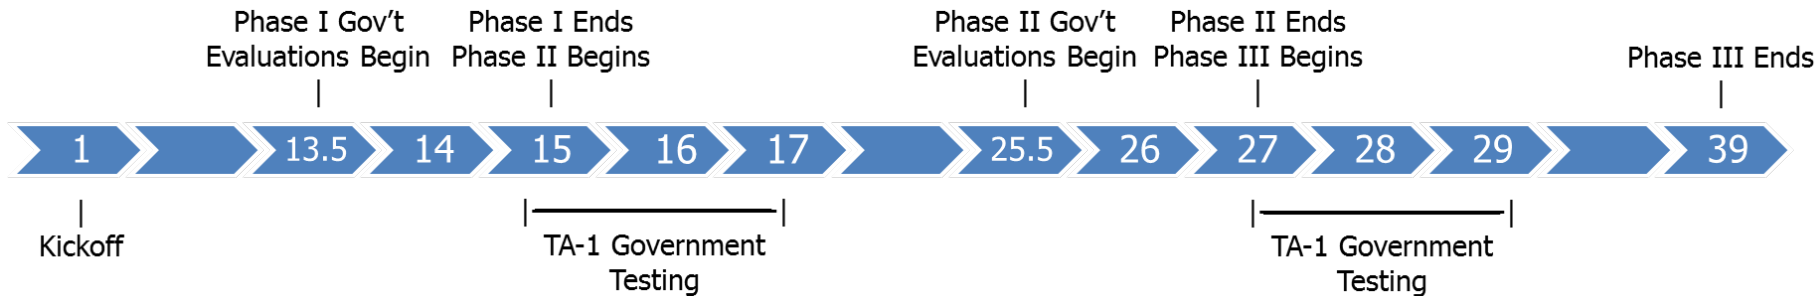 Phase I Gov't
Evaluations Begin
Phase I Ends
Phase II Begins
Phase II Gov't
Evaluations Begin
Phase II Ends
Phase III Begins
Phase III Ends
1 13.5 14 15 16 17 25.5 26 27 28 29 39
Kickoff
TA-1 Government
Testing
TA-1 Government
Testing